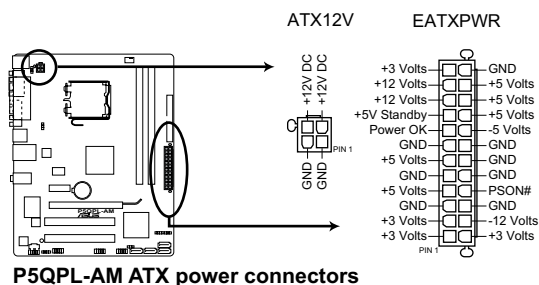 ATX12V
EATXPWR
+12V DC
+12V DC
GND
GND
PIN 1
+3 Volts GND
+12 Volts +5 Volts
+12 Volts +5 Volts
+5V Standby +5 Volts
Power OK -5 Volts
GND GND
+5 Volts GND
GND GND
+5 Volts PSON#
GND GND
+3 Volts -12 Volts
+3 Volts +3 Volts
PIN 1
P5QPL-AM
P5QPL-AM ATX power connectors